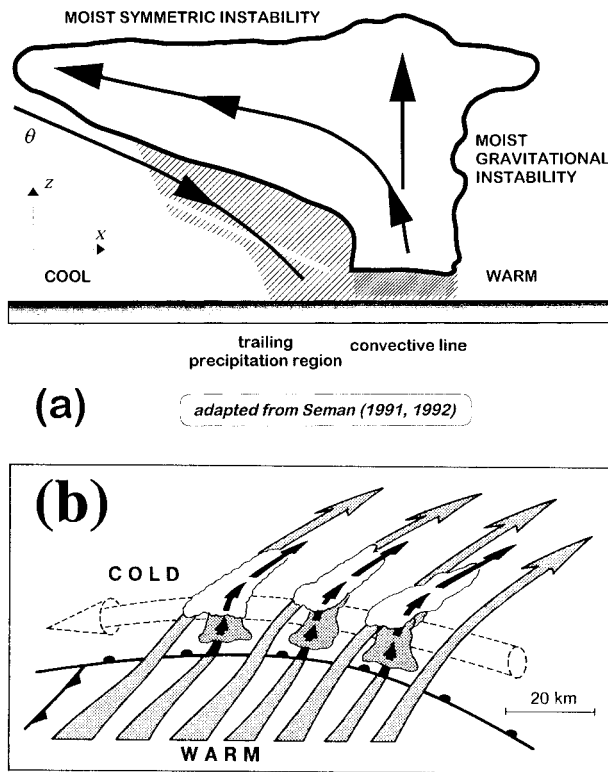 MOIST SYMMETRIC INSTABILITY
MOIST
GRAVITATIONAL
INSTABILITY
θ
z
x
COOL
WARM
trailing
precipitation region
convective line
(a)
adapted from Seman (1991, 1992)
(b)
COLD
20 km
WARM